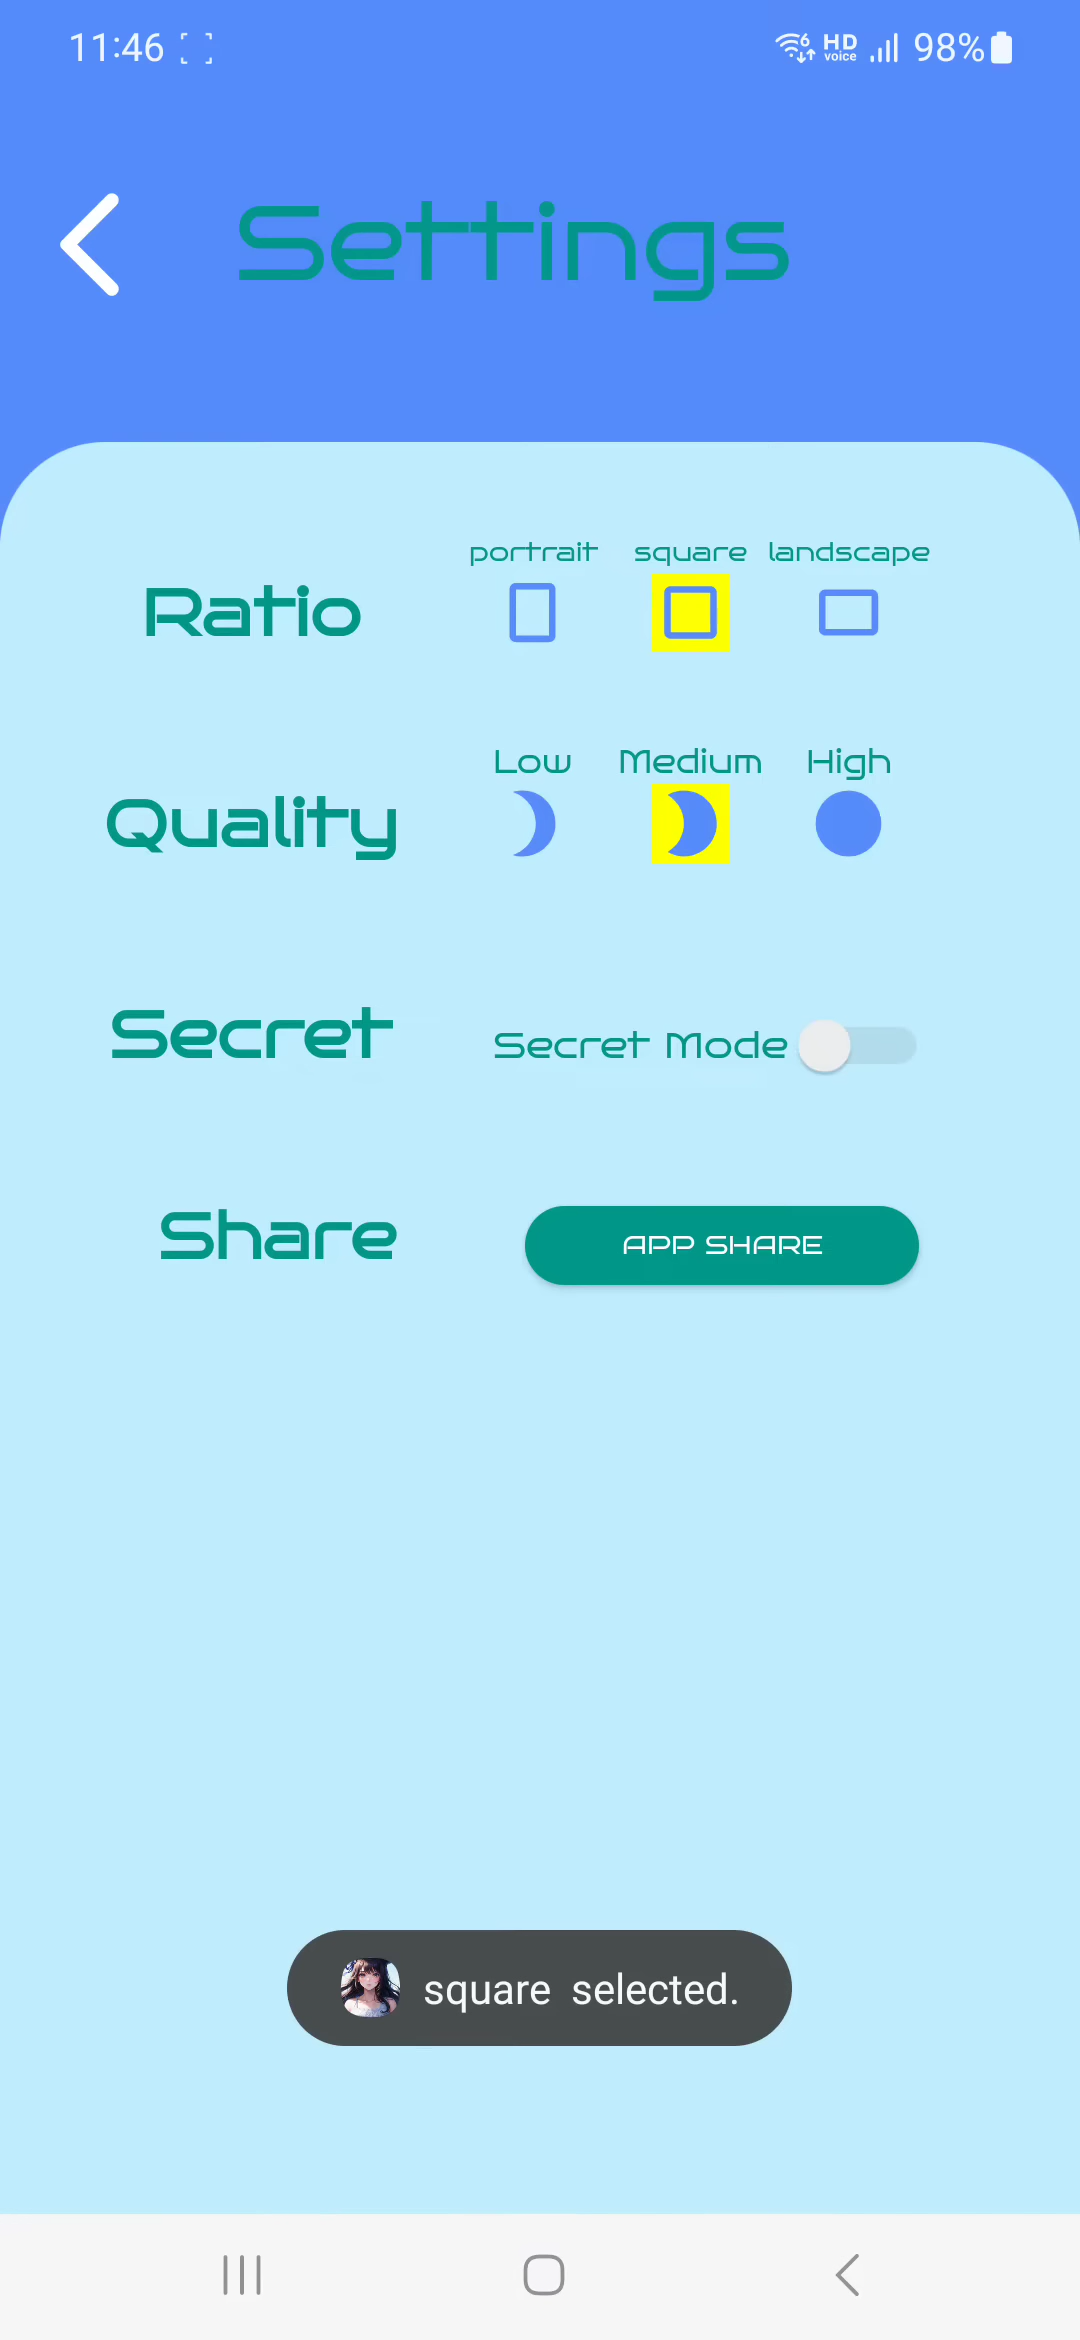 11:46 6 HD voice 98%
Settings
portrait square landscape
Ratio
Low Medium High
Quality
Secret Secret Mode
Share APP SHARE
square selected.